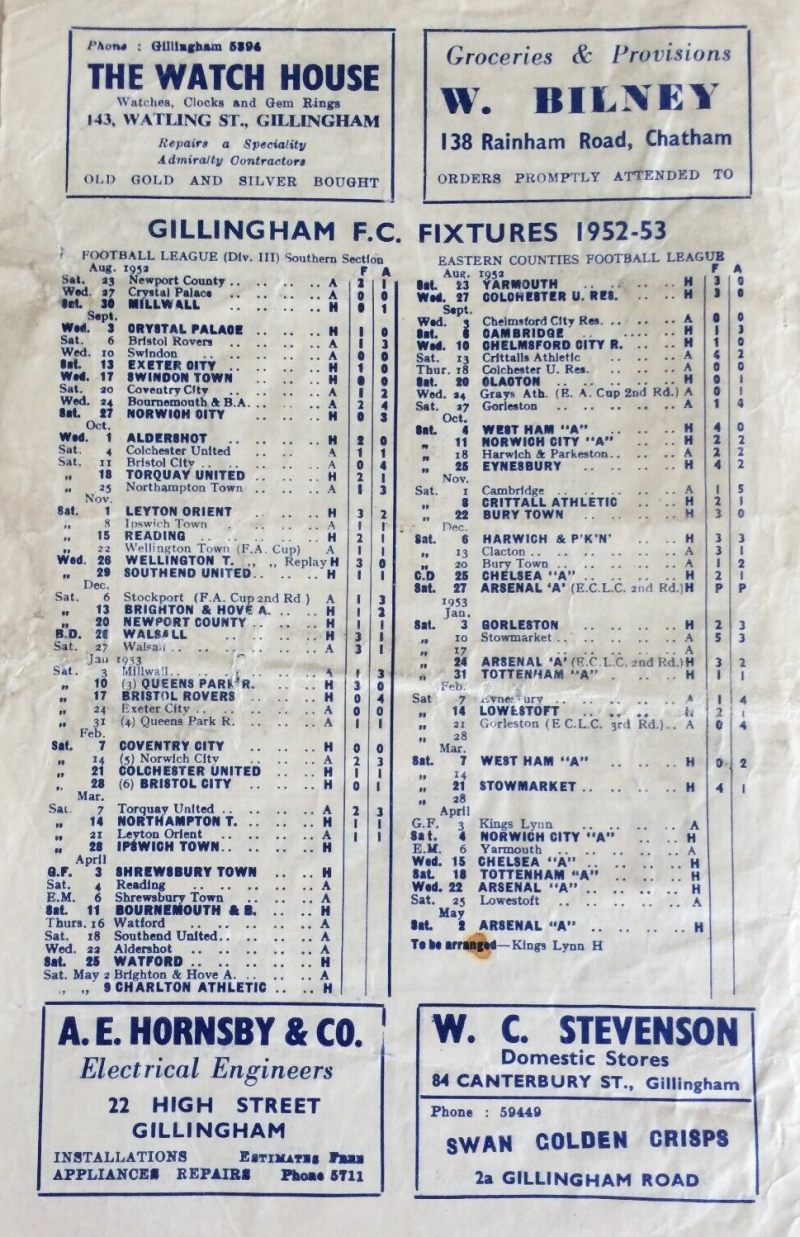 Phone : Gillingham 5394
THE WATCH HOUSE
Watches, Clocks and Gem Rings
143, WATLING ST., GILLINGHAM
Repairs a Speciality
Admiralty Contractors
OLD GOLD AND SILVER BOUGHT
Groceries & Provisions
W. BILNEY
138 Rainham Road, Chatham
ORDERS PROMPTLY ATTENDED TO
GILLINGHAM F.C. FIXTURES 1952-53
FOOTBALL LEAGUE (Div. III) Southern Section
Aug. 1952 F A
Sat. 23 Newport County .. A 2 1
Wed. 27 Crystal Palace .. A 0 0
Sat. 30 MILLWALL .. H 0 1
Sept.
Wed. 3 CRYSTAL PALACE .. H 1 0
Sat. 6 Bristol Rovers .. A 1 3
Wed. 10 Swindon .. A 0 0
Sat. 13 EXETER CITY .. H 1 0
Wed. 17 SWINDON TOWN .. H 0 0
Sat. 20 Coventry City .. A 1 2
Wed. 24 Bournemouth & B.A. .. A 2 4
Sat. 27 NORWICH CITY .. H 0 3
Oct.
Wed. 1 ALDERSHOT .. H 2 0
Sat. 4 Colchester United .. A 1 1
Sat. 11 Bristol City .. A 0 4
„ 18 TORQUAY UNITED .. H 2 1
„ 25 Northampton Town .. A 1 3
Nov.
Sat. 1 LEYTON ORIENT .. H 3 2
„ 8 Ipswich Town .. A 1 1
„ 15 READING .. H 2 1
„ 22 Wellington Town (F.A. Cup) A 1 1
Wed. 26 WELLINGTON T. „ „ Replay H 3 0
„ 29 SOUTHEND UNITED .. H 1 1
Dec.
Sat. 6 Stockport (F.A. Cup 2nd Rd ) A 1 3
„ 13 BRIGHTON & HOVE A. .. H 1 2
„ 20 NEWPORT COUNTY .. H 1 1
B.D. 26 WALSALL .. H 3 1
Sat. 27 Walsall .. A 3 1
Jan 1953
Sat. 3 Millwall .. A 1 3
„ 10 (3) QUEENS PARK R. H 3 0
„ 17 BRISTOL ROVERS .. H 0 4
„ 24 Exeter City .. A 0 0
„ 31 (4) Queens Park R. A 1 1
Feb.
Sat. 7 COVENTRY CITY .. H 0 0
„ 14 (5) Norwich City A 2 3
„ 21 COLCHESTER UNITED .. H 1 1
„ 28 (6) BRISTOL CITY .. H 0 1
Mar.
Sat. 7 Torquay United .. A 2 3
„ 14 NORTHAMPTON T. .. H 1 1
„ 21 Leyton Orient .. A 1 1
„ 28 IPSWICH TOWN .. H
April
G.F. 3 SHREWSBURY TOWN .. H
Sat. 4 Reading .. A
E.M. 6 Shrewsbury Town .. A
Sat. 11 BOURNEMOUTH & B. .. H
Thurs. 16 Watford .. A
Sat. 18 Southend United .. A
Wed. 22 Aldershot .. A
Sat. 25 WATFORD .. H
Sat. May 2 Brighton & Hove A. .. A
„ „ 9 CHARLTON ATHLETIC .. H
EASTERN COUNTIES FOOTBALL LEAGUE
Aug. 1952 F A
Sat. 23 YARMOUTH .. H 3 0
Wed. 27 COLCHESTER U. RES. H 3 0
Sept.
Wed. 3 Chelmsford City Res. .. A 0 0
Sat. 6 CAMBRIDGE .. H 1 3
Wed. 10 CHELMSFORD CITY R. H 1 0
Sat. 13 Crittalls Athletic .. A 4 2
Thur. 18 Colchester U. Res. A 0 0
Sat. 20 CLACTON .. H 0 1
Wed. 24 Grays Ath. (E. A. Cup 2nd Rd.) A 0 1
Sat. 27 Gorleston .. A 1 4
Oct.
Sat. 4 WEST HAM "A" .. H 4 0
„ 11 NORWICH CITY "A" .. H 2 2
„ 18 Harwich & Parkeston .. A 2 2
„ 25 EYNESBURY .. H 4 2
Nov.
Sat. 1 Cambridge .. A 1 5
„ 8 CRITTALL ATHLETIC .. H 2 1
„ 22 BURY TOWN .. H 3 0
Dec.
Sat. 6 HARWICH & P'K'N' .. H 3 3
„ 13 Clacton .. A 3 1
„ 20 Bury Town .. A 1 2
C.D 25 CHELSEA "A" .. H 2 1
Sat. 27 ARSENAL 'A' (E.C.L.C. 2nd Rd.) H P P
1953
Jan.
Sat. 3 GORLESTON .. H 2 3
„ 10 Stowmarket .. A 5 3
„ 17 .. A
„ 24 ARSENAL 'A' (E.C.L.C. 2nd Rd.) H 3 2
„ 31 TOTTENHAM "A" .. H 1 1
Feb.
Sat 7 Eynesbury .. A 1 4
„ 14 LOWESTOFT .. H 2 1
„ 21 Gorleston (E C L.C. 3rd Rd.) .. A 0 4
„ 28
Mar.
Sat. 7 WEST HAM "A" .. H 0 2
„ 14
„ 21 STOWMARKET .. H 4 1
„ 28
April
G.F. 3 Kings Lynn .. A
Sat. 4 NORWICH CITY "A" .. H
E.M. 6 Yarmouth .. A
Wed. 15 CHELSEA "A" .. H
Sat. 18 TOTTENHAM "A" .. H
Wed. 22 ARSENAL "A" .. H
Sat. 25 Lowestoft .. A
May
Sat. 2 ARSENAL "A" .. H
To be arranged—Kings Lynn H
A. E. HORNSBY & CO.
Electrical Engineers
22 HIGH STREET
GILLINGHAM
INSTALLATIONS ESTIMATES FREE
APPLIANCES REPAIRS Phone 5711
W. C. STEVENSON
Domestic Stores
84 CANTERBURY ST., Gillingham
Phone : 59449
SWAN GOLDEN CRISPS
2a GILLINGHAM ROAD